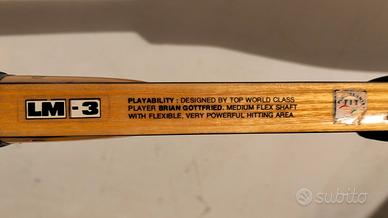 LM-3
PLAYABILITY : DESIGNED BY TOP WORLD CLASS
PLAYER BRIAN GOTTFRIED. MEDIUM FLEX SHAFT
WITH FLEXIBLE, VERY POWERFUL HITTING AREA.
subito